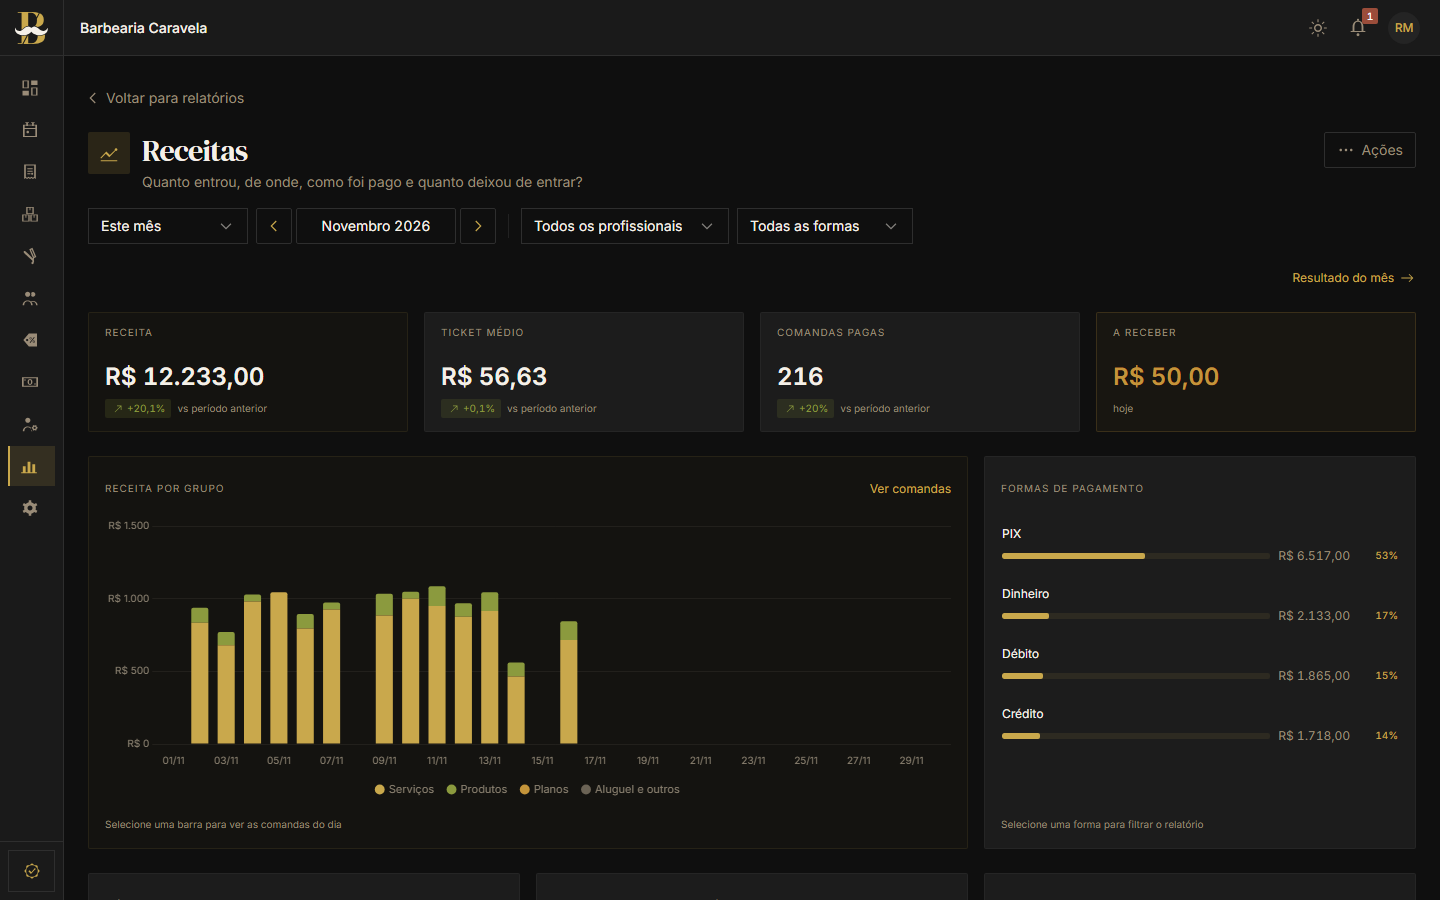 Barbearia Caravela
1
RM
Voltar para relatórios
Receitas
Quanto entrou, de onde, como foi pago e quanto deixou de entrar?
Ações
Este mês
Novembro 2026
Todos os profissionais
Todas as formas
Resultado do mês
RECEITA
R$ 12.233,00
+20,1% vs período anterior
TICKET MÉDIO
R$ 56,63
+0,1% vs período anterior
COMANDAS PAGAS
216
+20% vs período anterior
A RECEBER
R$ 50,00
hoje
RECEITA POR GRUPO
Ver comandas
R$ 1.500
R$ 1.000
R$ 500
R$ 0
01/11 03/11 05/11 07/11 09/11 11/11 13/11 15/11 17/11 19/11 21/11 23/11 25/11 27/11 29/11
Serviços Produtos Planos Aluguel e outros
Selecione uma barra para ver as comandas do dia
FORMAS DE PAGAMENTO
PIX
R$ 6.517,00 53%
Dinheiro
R$ 2.133,00 17%
Débito
R$ 1.865,00 15%
Crédito
R$ 1.718,00 14%
Selecione uma forma para filtrar o relatório